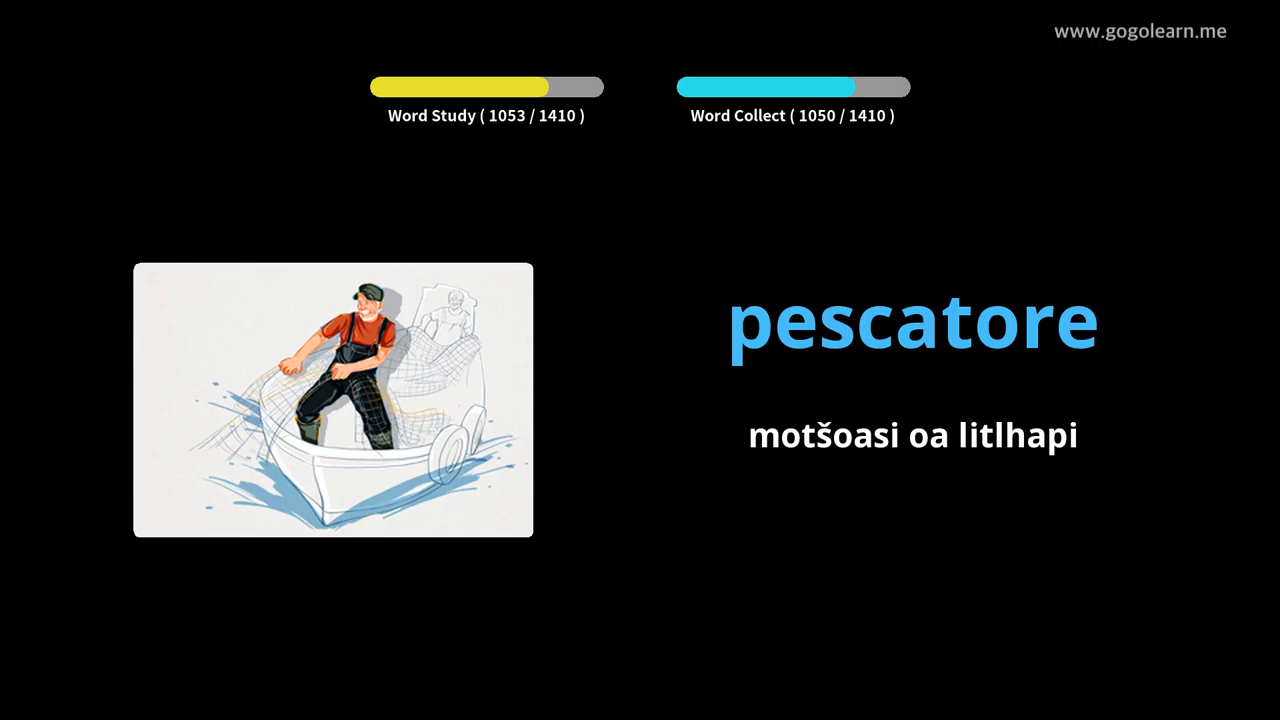 www.gogolearn.me
Word Study ( 1053 / 1410 )
Word Collect ( 1050 / 1410 )
pescatore
motšoasi oa litlhapi